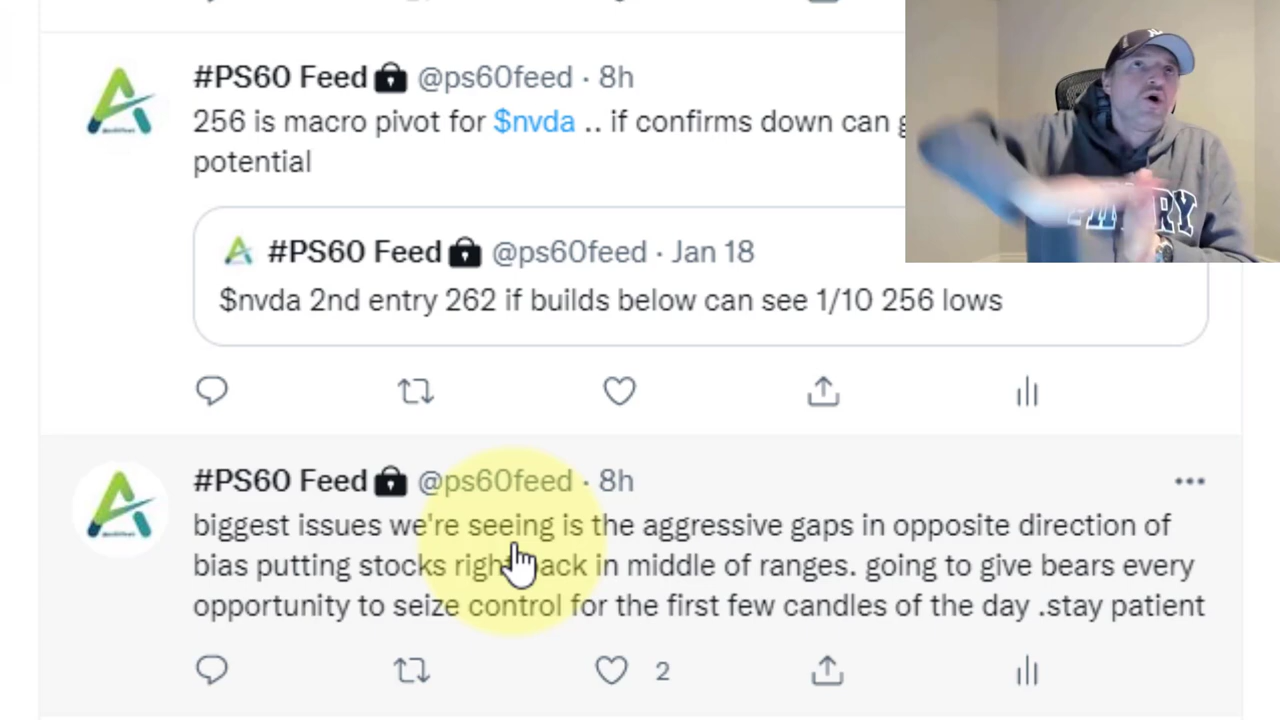 #PS60 Feed @ps60feed · 8h
256 is macro pivot for $nvda .. if confirms down can
potential
#PS60 Feed @ps60feed · Jan 18
$nvda 2nd entry 262 if builds below can see 1/10 256 lows
#PS60 Feed @ps60feed · 8h
biggest issues we're seeing is the aggressive gaps in opposite direction of
bias putting stocks right back in middle of ranges. going to give bears every
opportunity to seize control for the first few candles of the day .stay patient
2